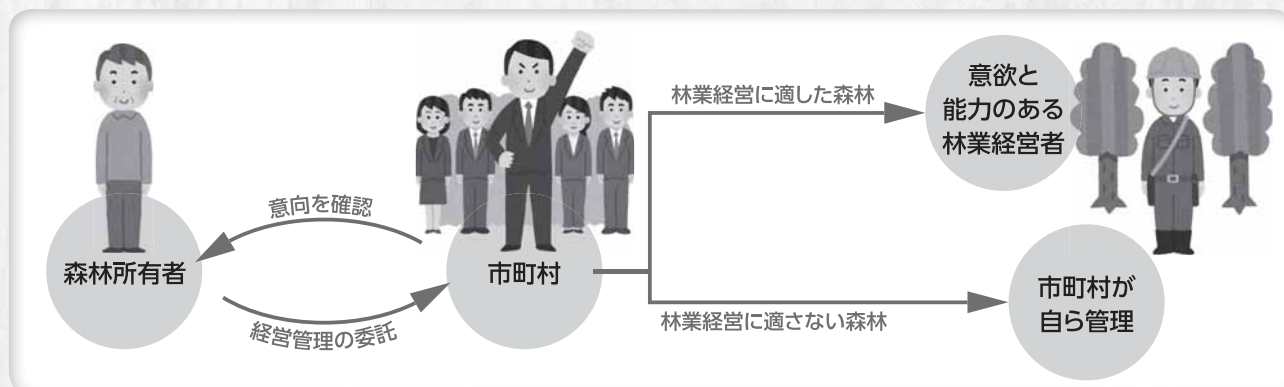 森林所有者
意向を確認
経営管理の委託
市町村
林業経営に適した森林
林業経営に適さない森林
意欲と
能力のある
林業経営者
市町村が
自ら管理